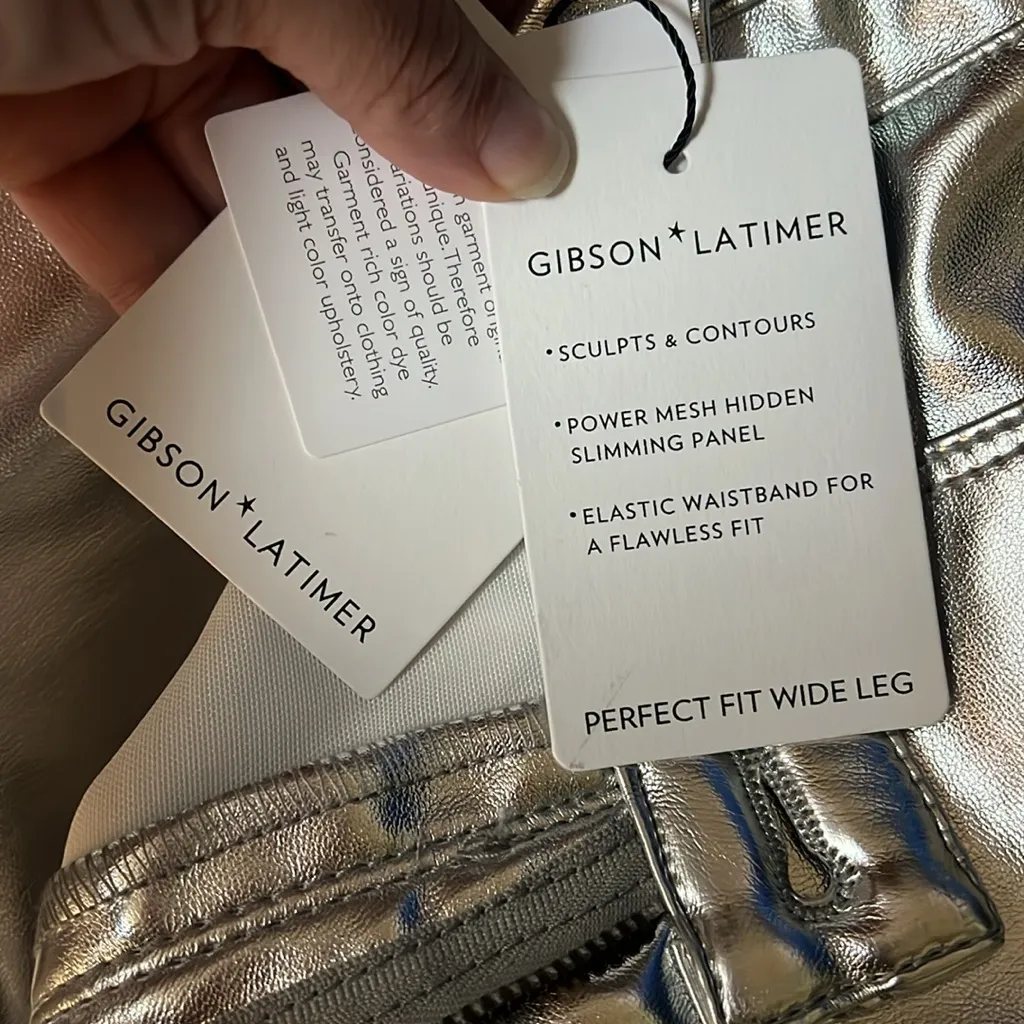 GIBSON★LATIMER
•SCULPTS & CONTOURS
•POWER MESH HIDDEN
SLIMMING PANEL
•ELASTIC WAISTBAND FOR
A FLAWLESS FIT
PERFECT FIT WIDE LEG
garment
unique. Therefore
variations should be
considered a sign of quality.
Garment rich color dye
may transfer onto clothing
and light color upholstery.
GIBSON★LATIMER